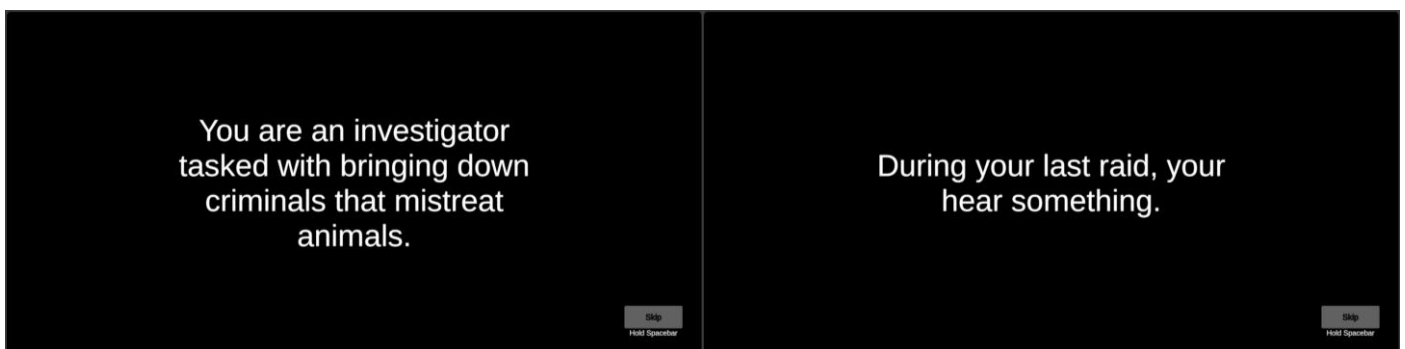 You are an investigator
tasked with bringing down
criminals that mistreat
animals.
Skip
Hold Spacebar
During your last raid, your
hear something.
Skip
Hold Spacebar